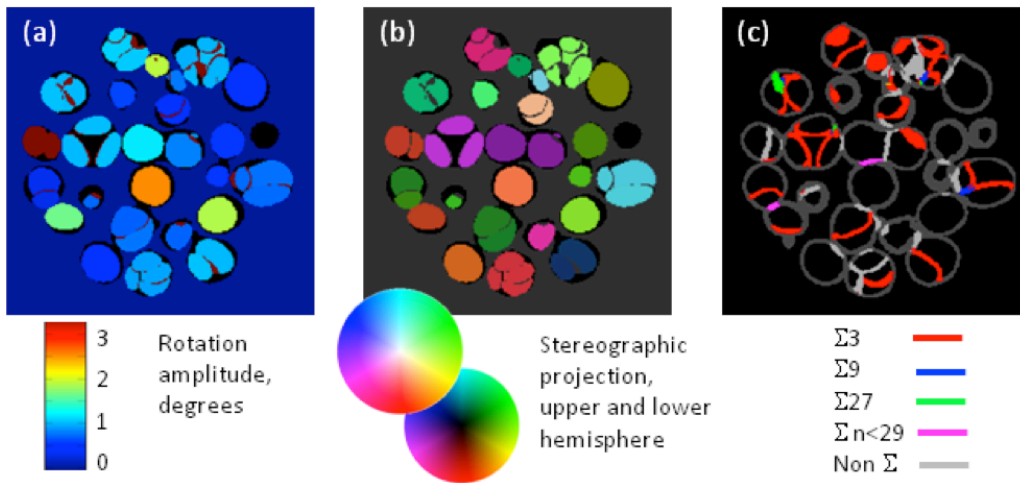 (a)
(b)
(c)
3
2
1
0
Rotation
amplitude,
degrees
Stereographic
projection,
upper and lower
hemisphere
Σ3
Σ9
Σ27
Σ n<29
Non Σ